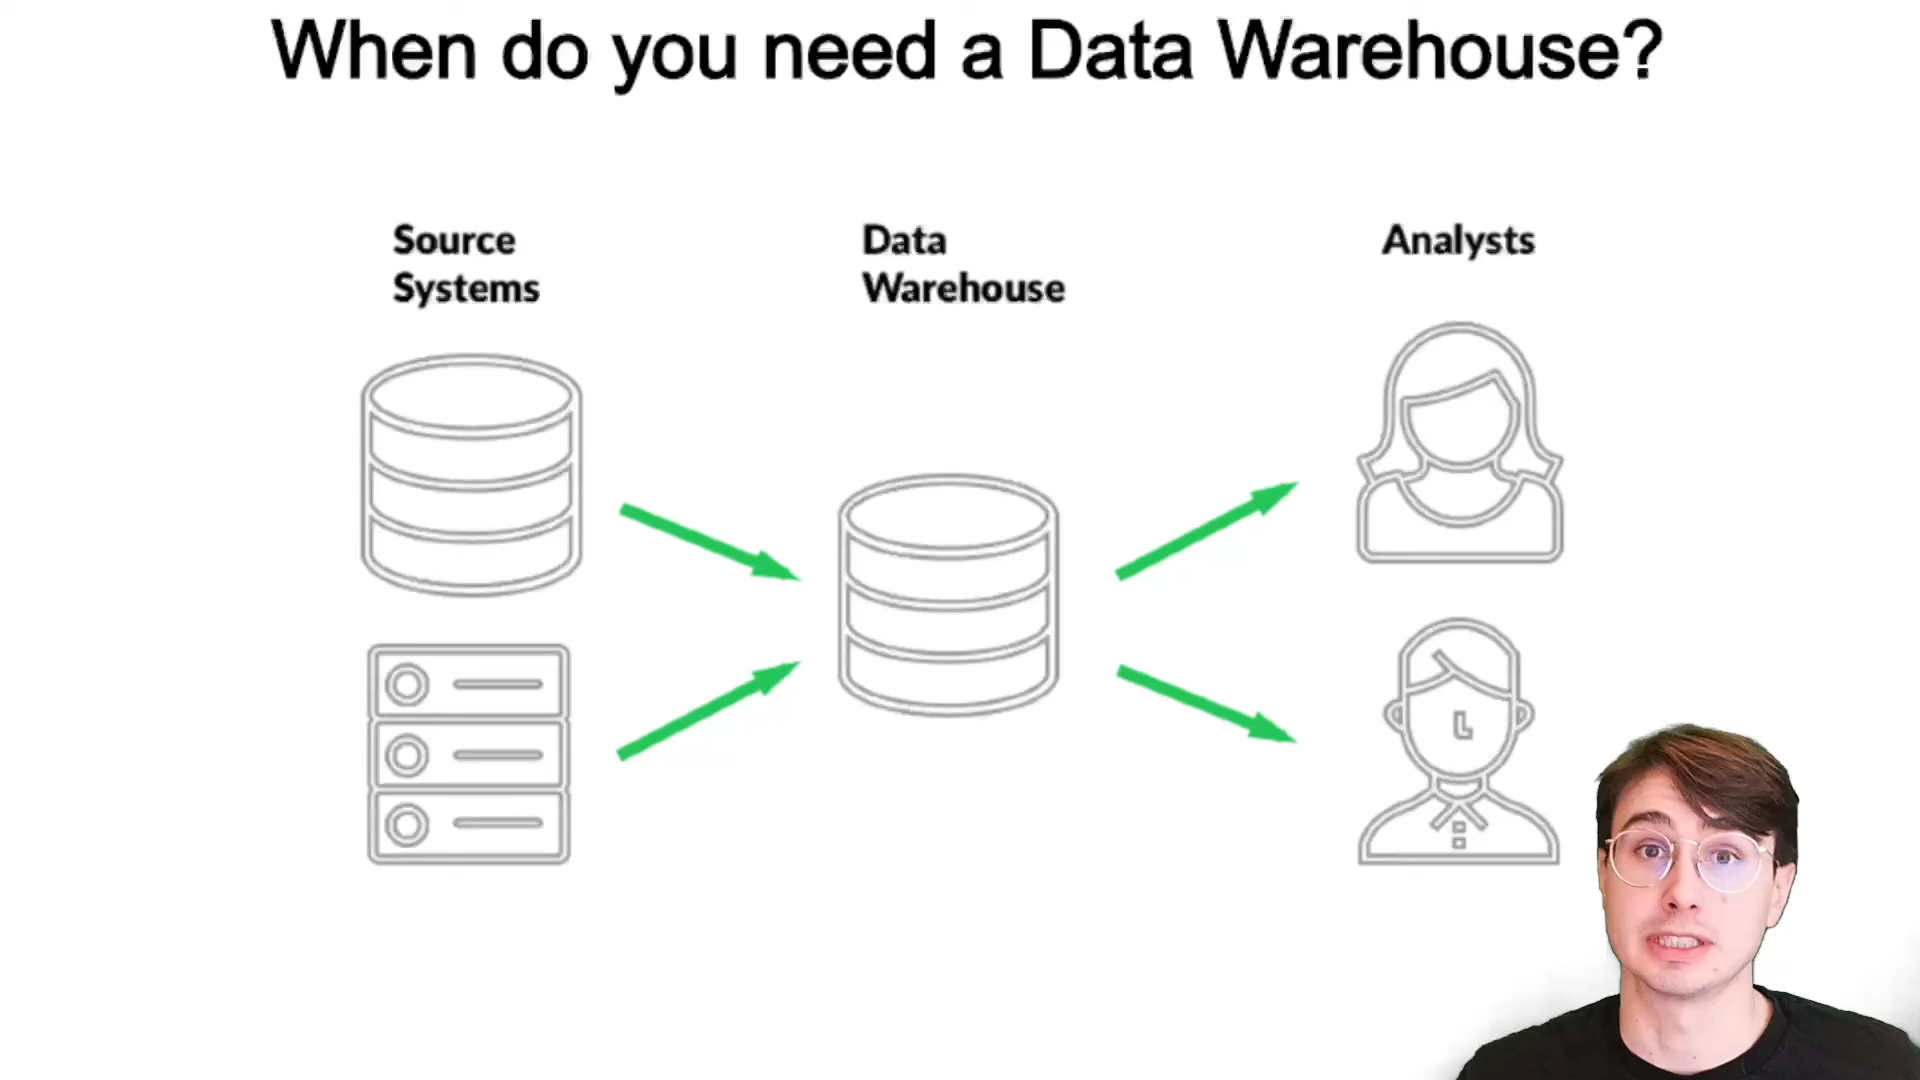 When do you need a Data Warehouse?
Source
Systems
Data
Warehouse
Analysts